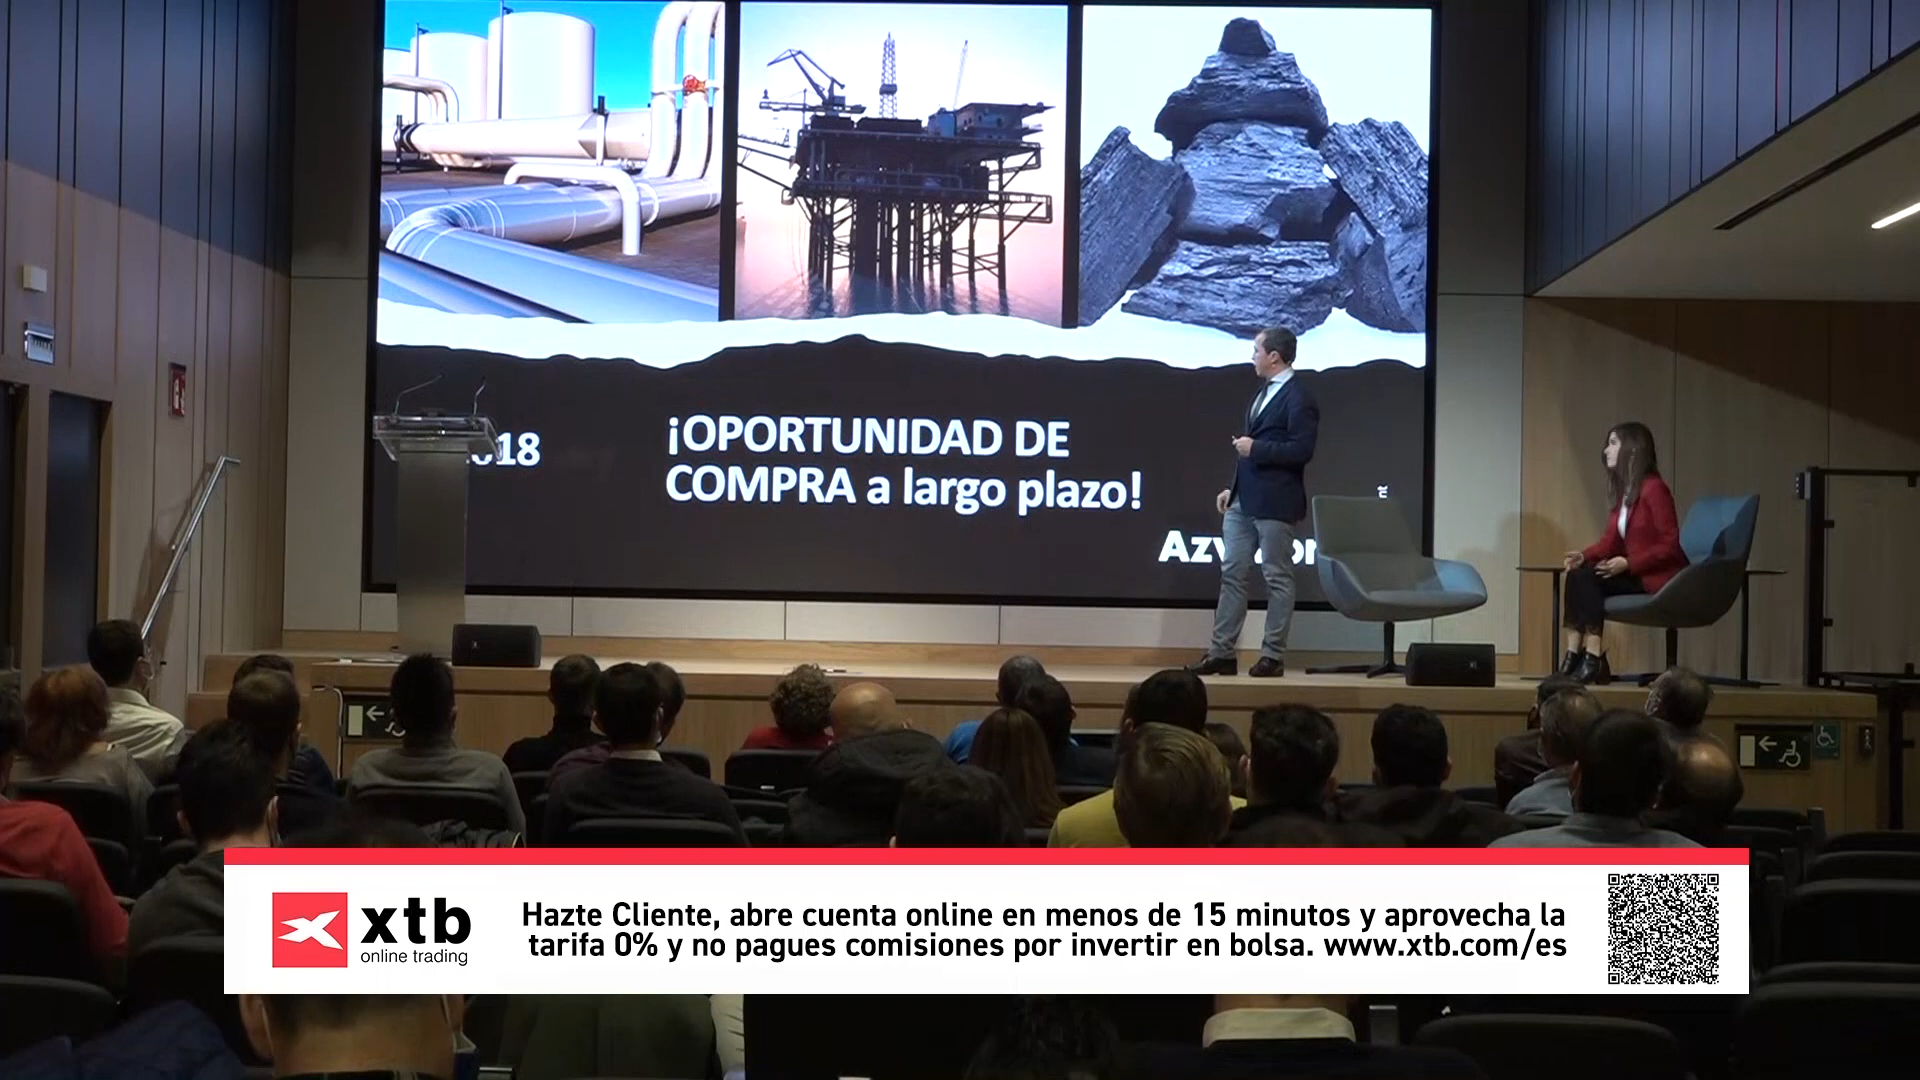 ¡OPORTUNIDAD DE
COMPRA a largo plazo!
xtb
online trading
Hazte Cliente, abre cuenta online en menos de 15 minutos y aprovecha la
tarifa 0% y no pagues comisiones por invertir en bolsa. www.xtb.com/es